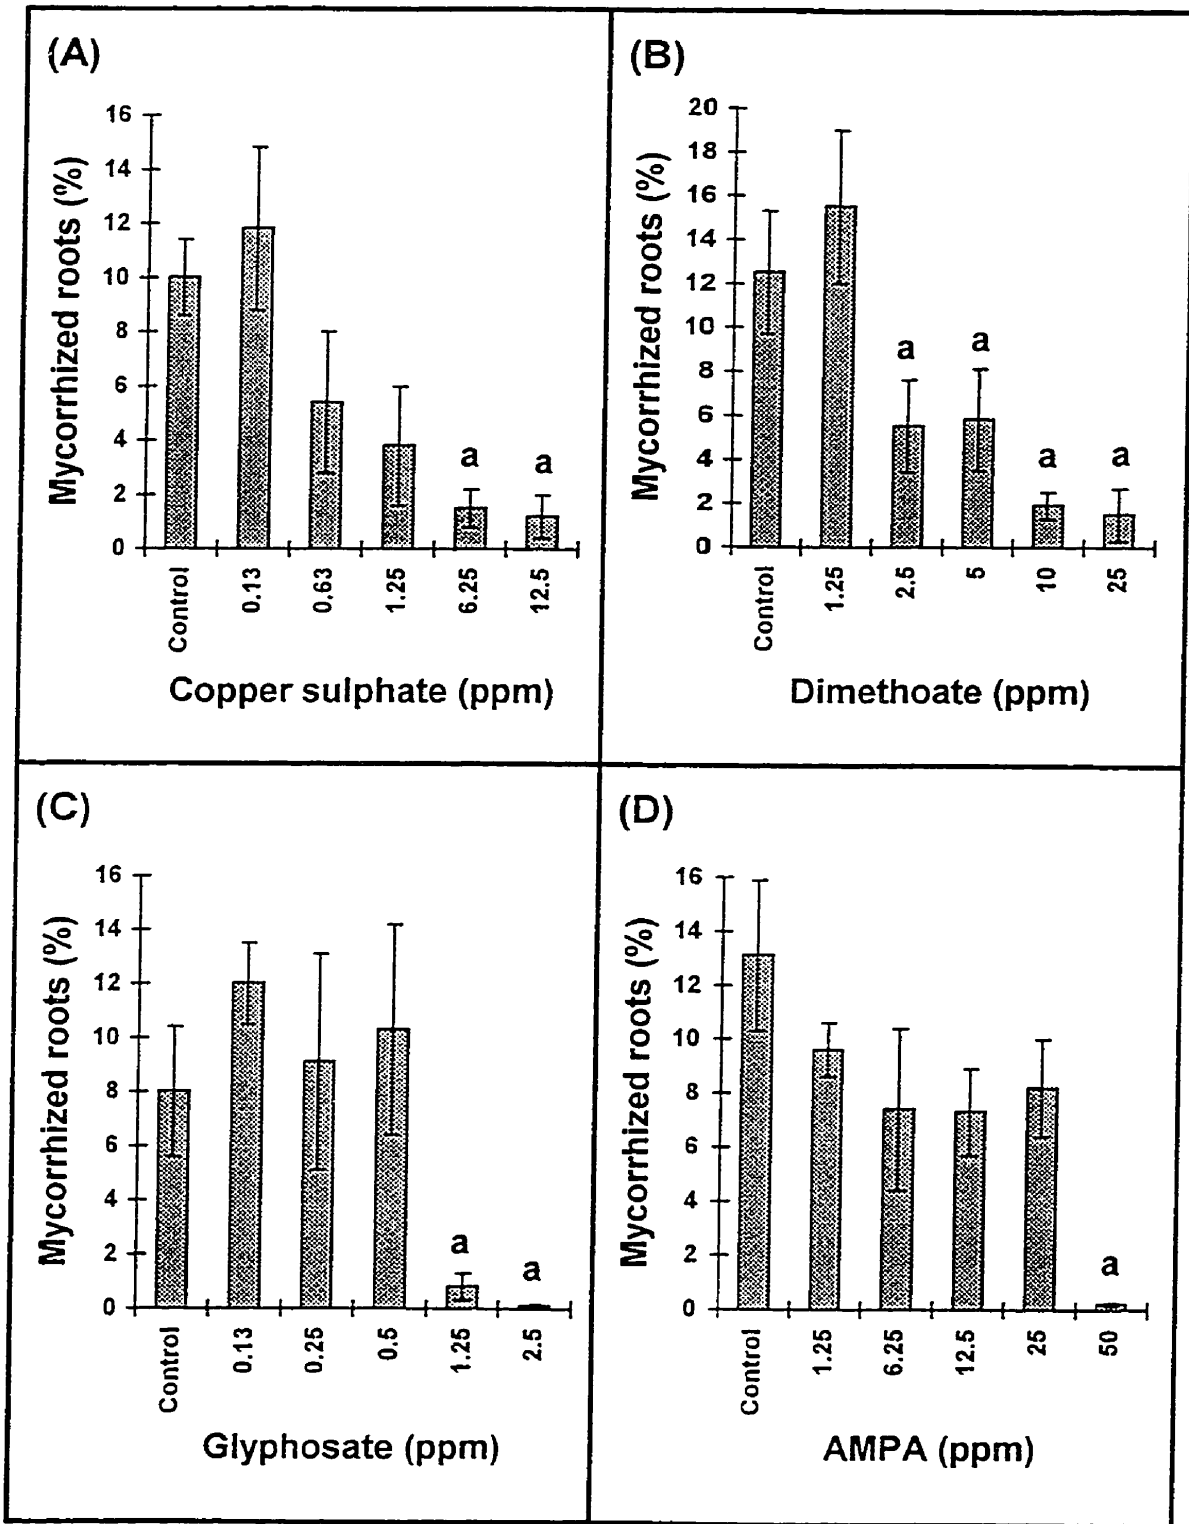 (A)
Mycorrhized roots (%)
16
14
12
10
8
6
4
2
0
a
a
Control
0.13
0.63
1.25
6.25
12.5
Copper sulphate (ppm)
(B)
Mycorrhized roots (%)
20
18
16
14
12
10
8
6
4
2
0
a
a
a
a
Control
1.25
2.5
5
10
25
Dimethoate (ppm)
(C)
Mycorrhized roots (%)
16
14
12
10
8
6
4
2
0
a
a
Control
0.13
0.25
0.5
1.25
2.5
Glyphosate (ppm)
(D)
Mycorrhized roots (%)
16
14
12
10
8
6
4
2
0
a
Control
1.25
6.25
12.5
25
50
AMPA (ppm)